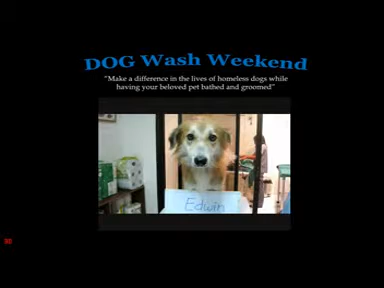 DOG Wash Weekend
"Make a difference in the lives of homeless dogs while
having your beloved pet bathed and groomed"
Edwin